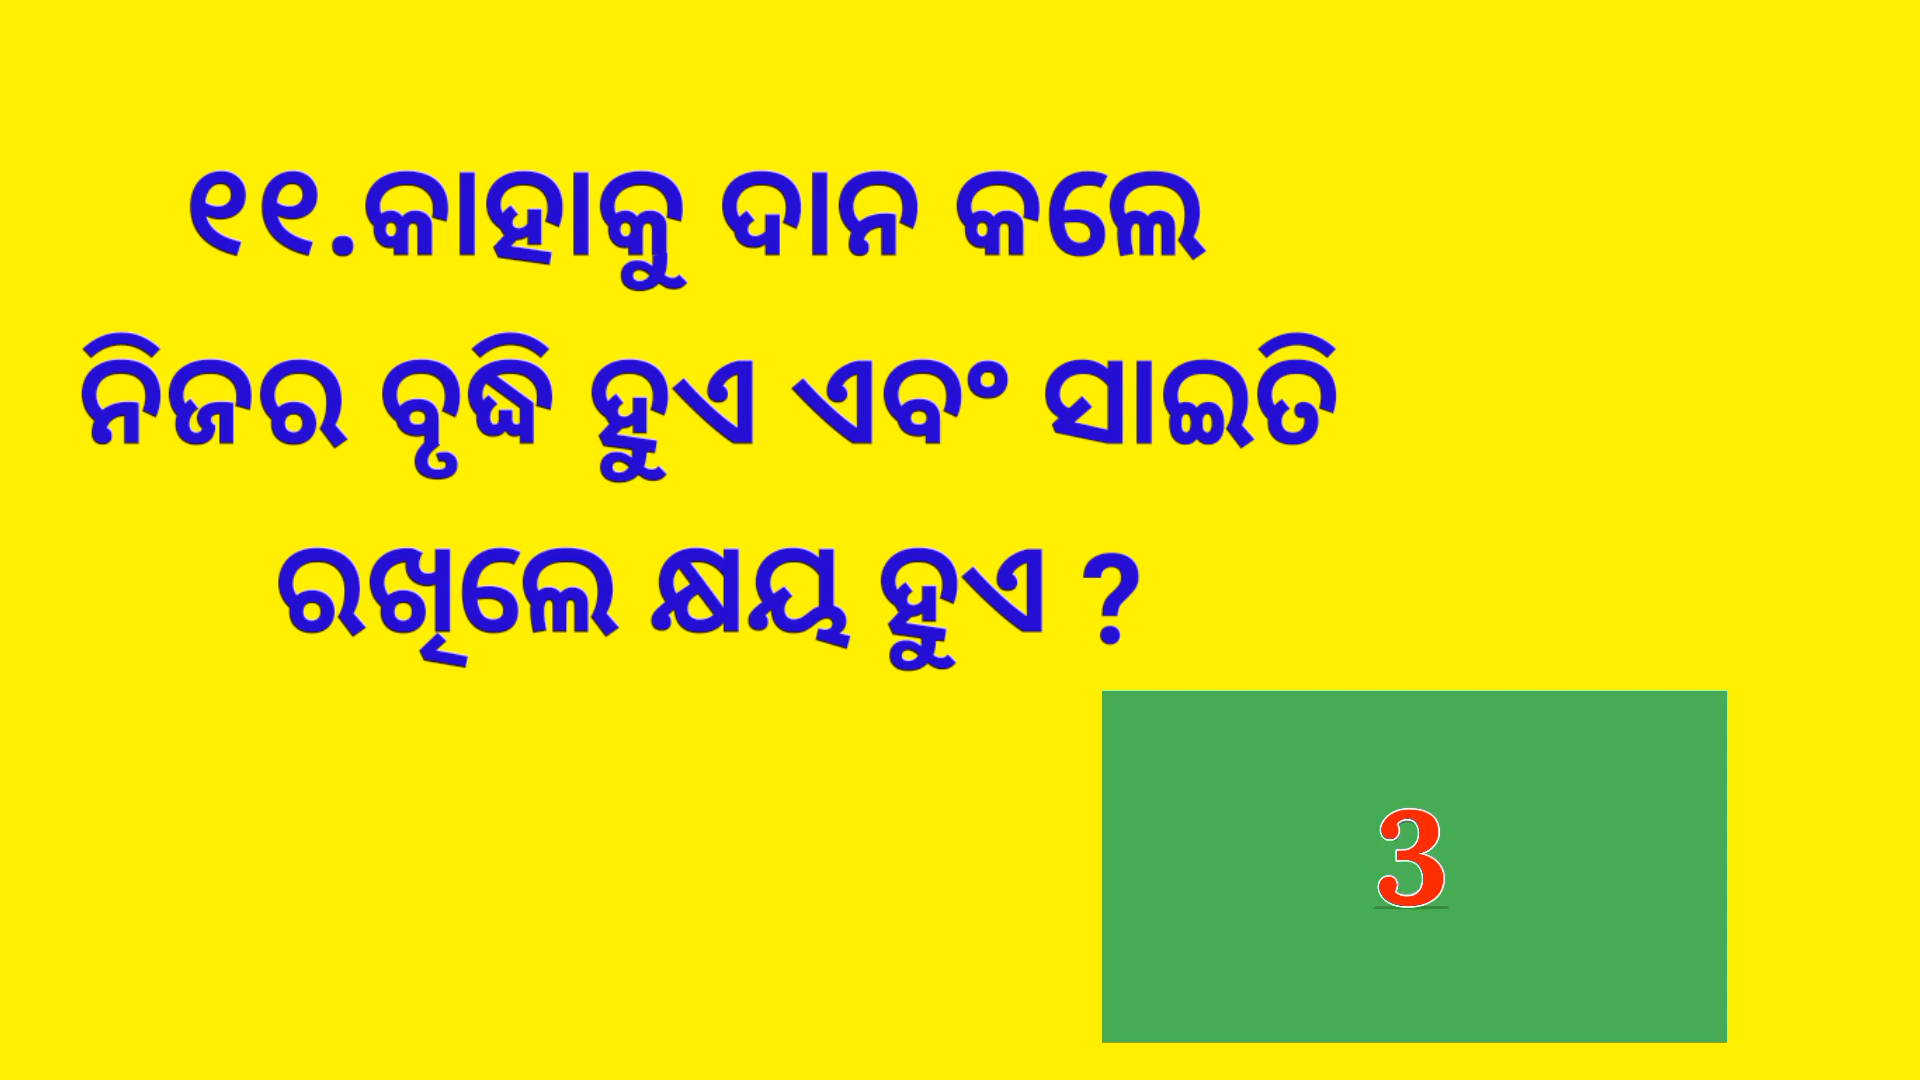 ୧୧.କାହାକୁ ଦାନ କଲେ
ନିଜର ବୃଦ୍ଧି ହୁଏ ଏବଂ ସାଇତି
ରଖିଲେ କ୍ଷୟ ହୁଏ ?
3